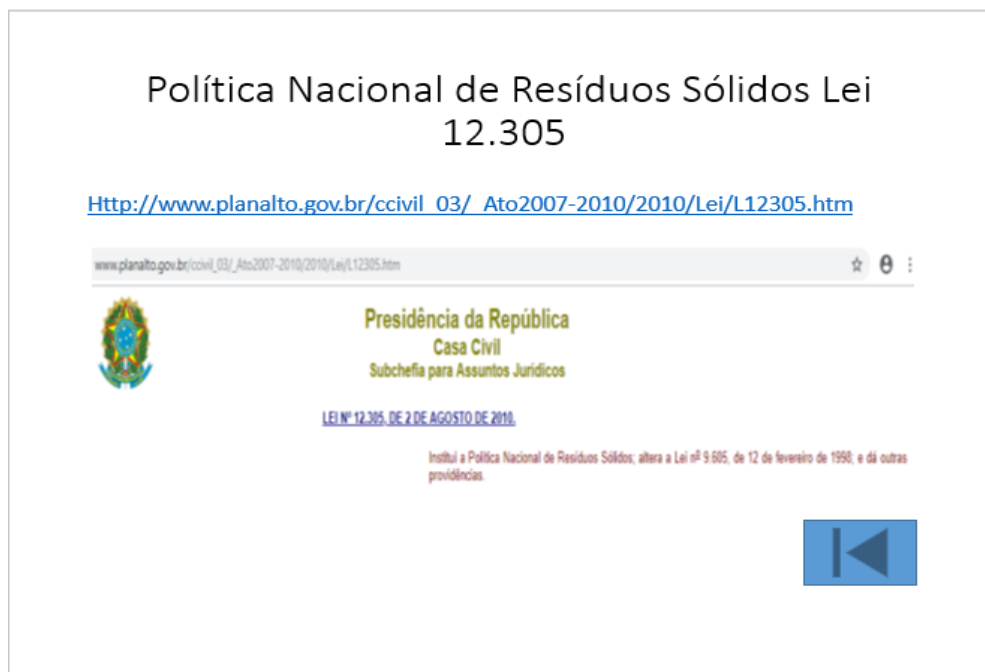 Política Nacional de Resíduos Sólidos Lei
12.305
Http://www.planalto.gov.br/ccivil_03/_Ato2007-2010/2010/Lei/L12305.htm
www.planalto.gov.br/ccivil_03/_Ato2007-2010/2010/Lei/L12305.htm
Presidência da República
Casa Civil
Subchefia para Assuntos Jurídicos
LEI Nº 12.305, DE 2 DE AGOSTO DE 2010.
Institui a Política Nacional de Resíduos Sólidos; altera a Lei nº 9.605, de 12 de fevereiro de 1998; e dá outras
providências.